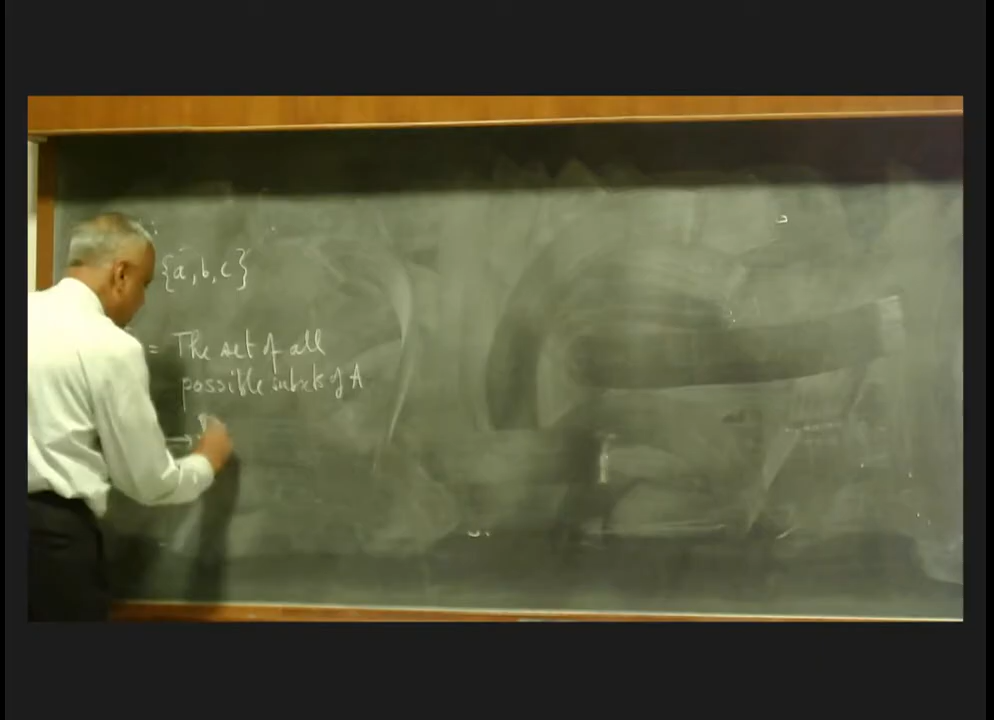 {a, b, c}
= The set of all
possible subsets of A